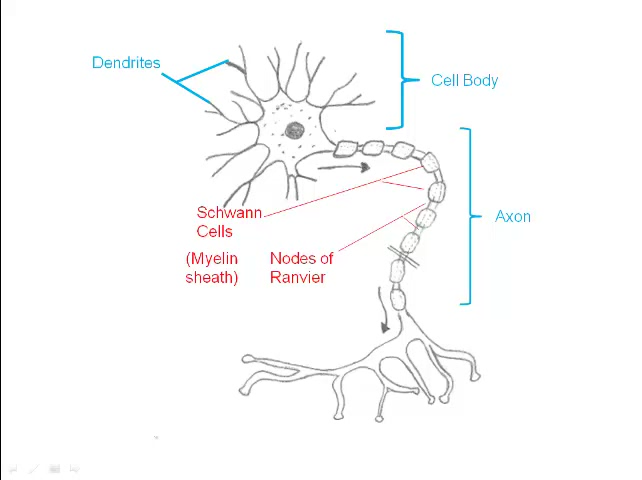 Dendrites
Cell Body
Schwann
Cells
(Myelin
sheath)
Nodes of
Ranvier
Axon